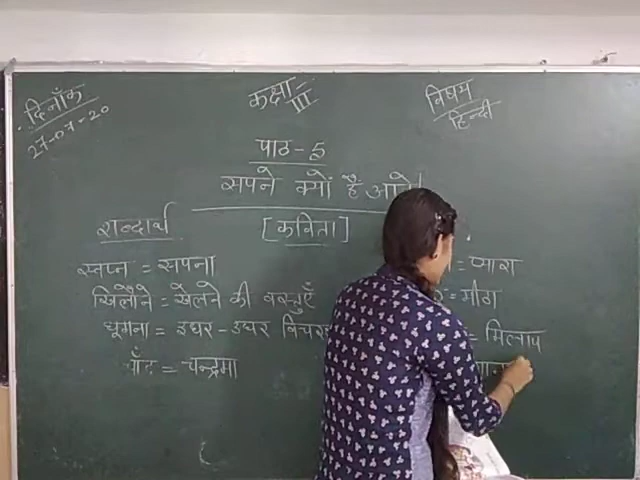 दिनाँक
27-07-20
कक्षा-III
विषय
हिन्दी
पाठ-5
सपने क्यों हैं आते
[कविता]
शब्दार्थ
स्वप्न = सपना
खिलौने = खेलने की वस्तुएँ
घूमना = इधर-उधर
चाँद = चन्द्रमा
= प्यारा
= मीठा
= मिलाप